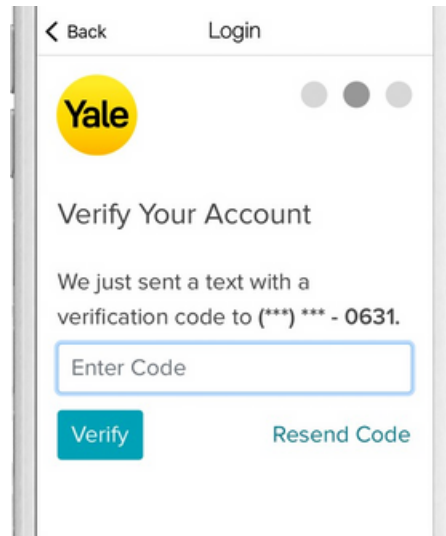 Back
Login
Yale
Verify Your Account
We just sent a text with a
verification code to (***) *** - 0631.
Enter Code
Verify
Resend Code